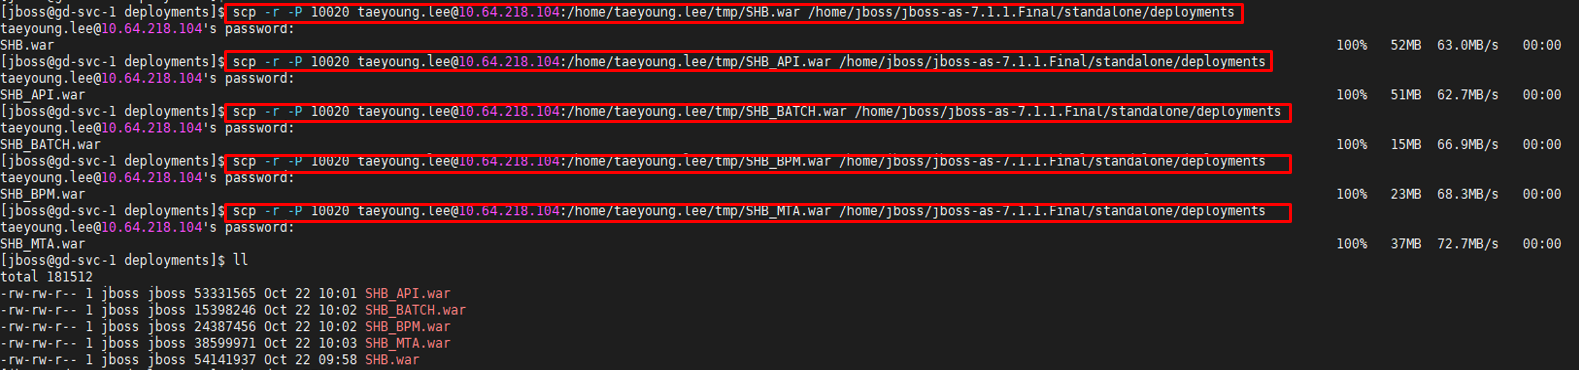 [jboss@gd-svc-1 deployments]$ scp -r -P 10020 taeyoung.lee@10.64.218.104:/home/taeyoung.lee/tmp/SHB.war /home/jboss/jboss-as-7.1.1.Final/standalone/deployments
taeyoung.lee@10.64.218.104's password:
SHB.war 100% 52MB 63.0MB/s 00:00
[jboss@gd-svc-1 deployments]$ scp -r -P 10020 taeyoung.lee@10.64.218.104:/home/taeyoung.lee/tmp/SHB_API.war /home/jboss/jboss-as-7.1.1.Final/standalone/deployments
taeyoung.lee@10.64.218.104's password:
SHB_API.war 100% 51MB 62.7MB/s 00:00
[jboss@gd-svc-1 deployments]$ scp -r -P 10020 taeyoung.lee@10.64.218.104:/home/taeyoung.lee/tmp/SHB_BATCH.war /home/jboss/jboss-as-7.1.1.Final/standalone/deployments
taeyoung.lee@10.64.218.104's password:
SHB_BATCH.war 100% 15MB 66.9MB/s 00:00
[jboss@gd-svc-1 deployments]$ scp -r -P 10020 taeyoung.lee@10.64.218.104:/home/taeyoung.lee/tmp/SHB_BPM.war /home/jboss/jboss-as-7.1.1.Final/standalone/deployments
taeyoung.lee@10.64.218.104's password:
SHB_BPM.war 100% 23MB 68.3MB/s 00:00
[jboss@gd-svc-1 deployments]$ scp -r -P 10020 taeyoung.lee@10.64.218.104:/home/taeyoung.lee/tmp/SHB_MTA.war /home/jboss/jboss-as-7.1.1.Final/standalone/deployments
taeyoung.lee@10.64.218.104's password:
SHB_MTA.war 100% 37MB 72.7MB/s 00:00
[jboss@gd-svc-1 deployments]$ ll
total 181512
-rw-rw-r-- 1 jboss jboss 53331565 Oct 22 10:01 SHB_API.war
-rw-rw-r-- 1 jboss jboss 15398246 Oct 22 10:02 SHB_BATCH.war
-rw-rw-r-- 1 jboss jboss 24387456 Oct 22 10:02 SHB_BPM.war
-rw-rw-r-- 1 jboss jboss 38599971 Oct 22 10:03 SHB_MTA.war
-rw-rw-r-- 1 jboss jboss 54141937 Oct 22 09:58 SHB.war